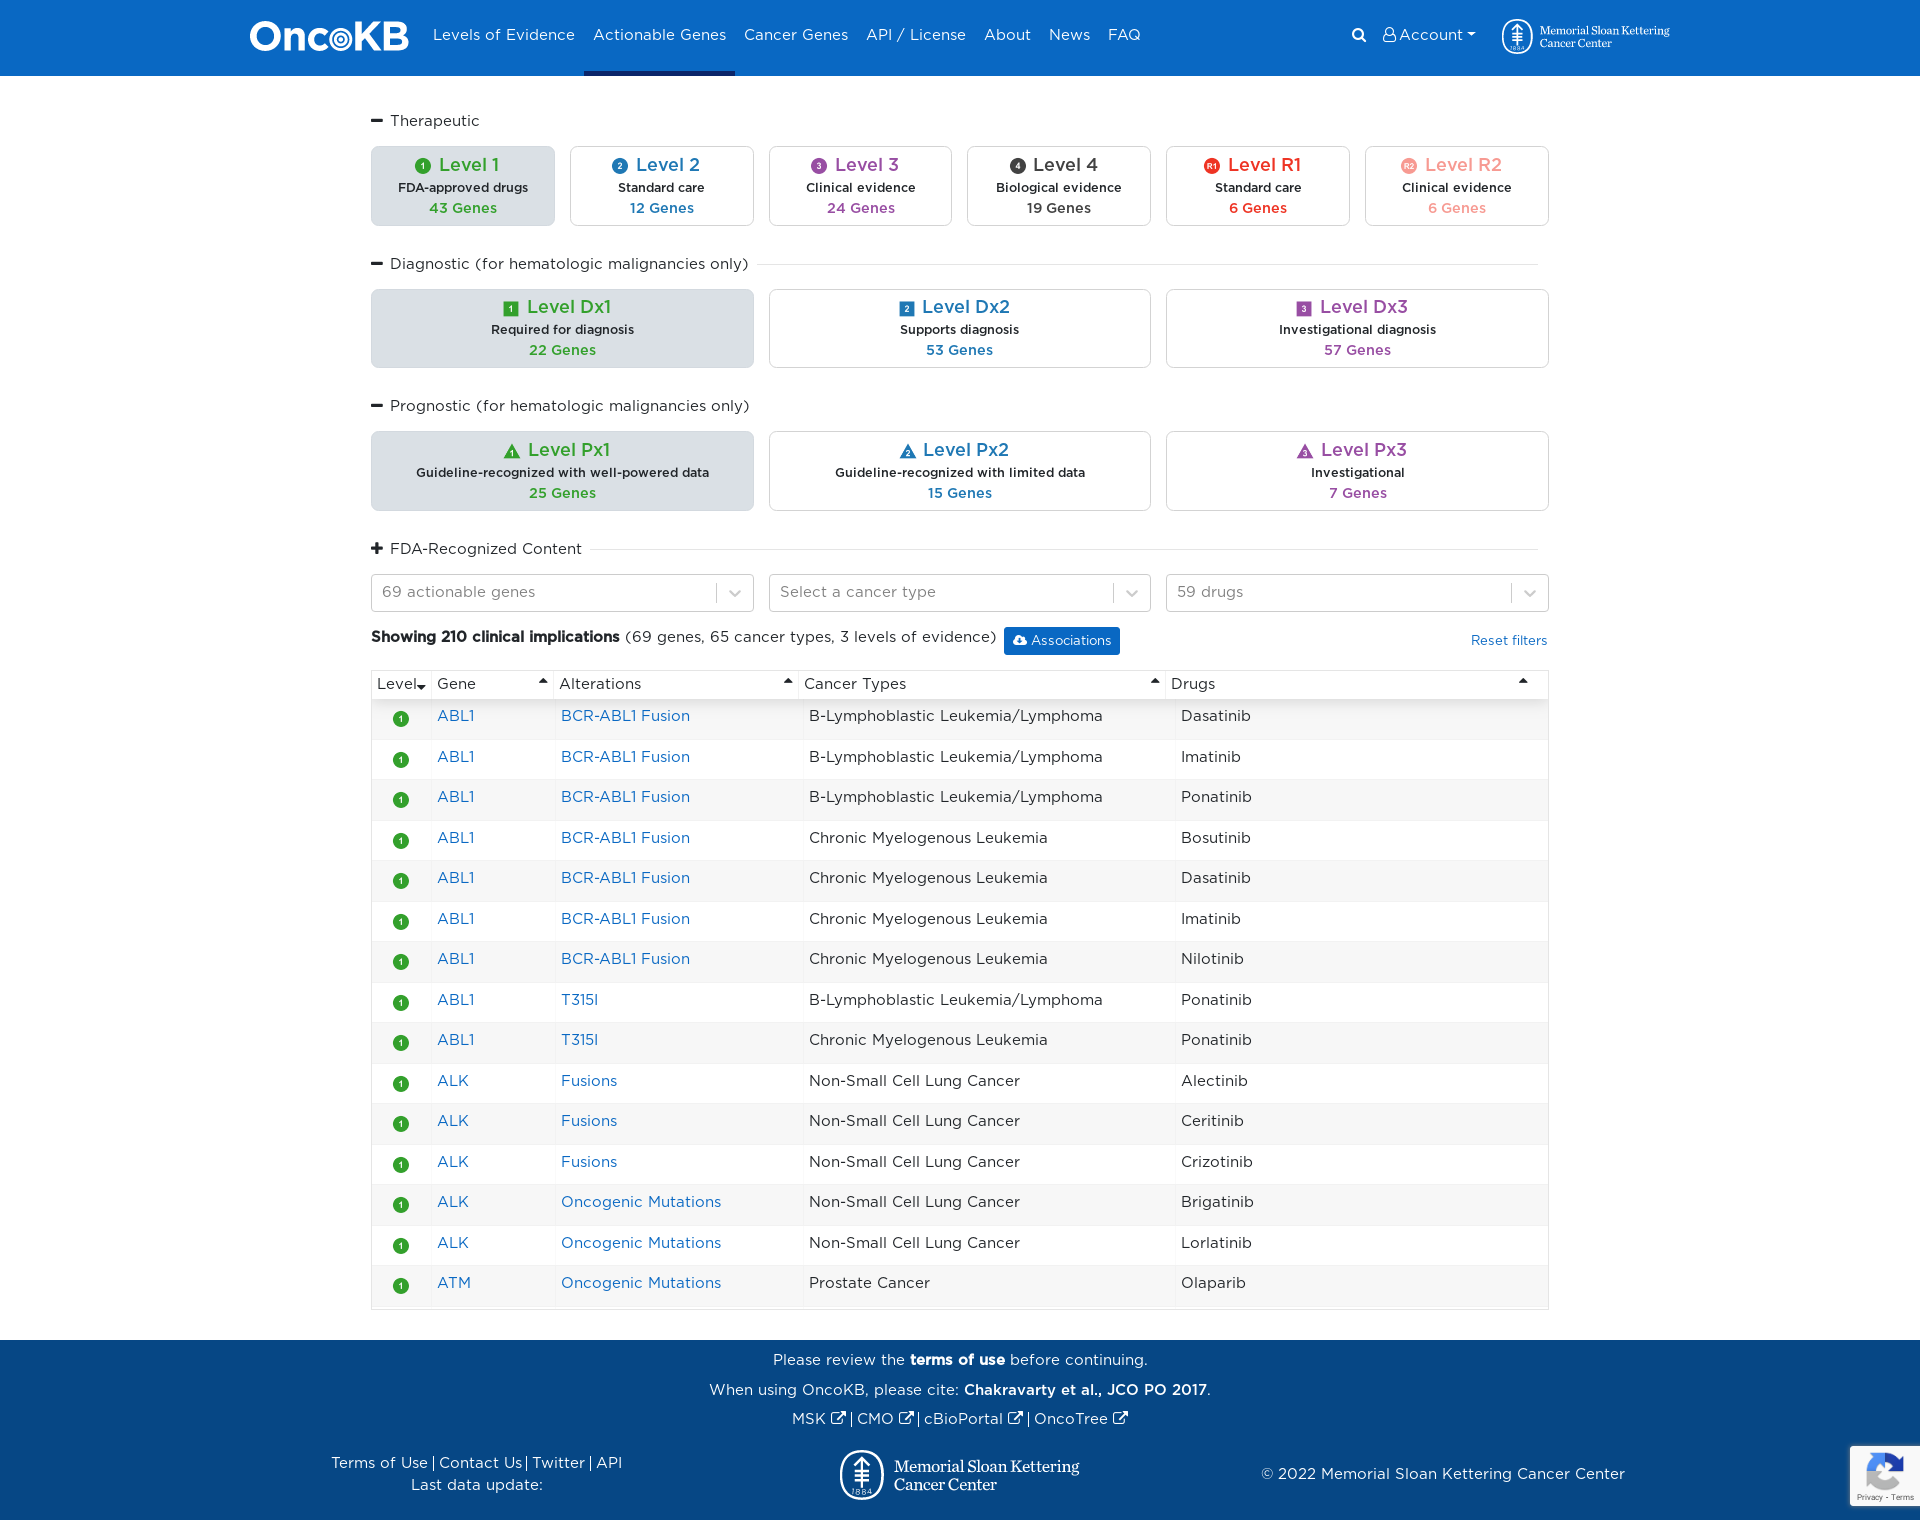 OncoKB Levels of Evidence Actionable Genes Cancer Genes API / License About News FAQ Account Memorial Sloan Kettering
Cancer Center
1884
Therapeutic
1 Level 1 2 Level 2 3 Level 3 4 Level 4 R1 Level R1 R2 Level R2
FDA-approved drugs Standard care Clinical evidence Biological evidence Standard care Clinical evidence
43 Genes 12 Genes 24 Genes 19 Genes 6 Genes 6 Genes
Diagnostic (for hematologic malignancies only)
1 Level Dx1 2 Level Dx2 3 Level Dx3
Required for diagnosis Supports diagnosis Investigational diagnosis
22 Genes 53 Genes 57 Genes
Prognostic (for hematologic malignancies only)
1 Level Px1 2 Level Px2 3 Level Px3
Guideline-recognized with well-powered data Guideline-recognized with limited data Investigational
25 Genes 15 Genes 7 Genes
FDA-Recognized Content
69 actionable genes Select a cancer type 59 drugs
Showing 210 clinical implications (69 genes, 65 cancer types, 3 levels of evidence) Associations Reset filters
Level Gene Alterations Cancer Types Drugs
1 ABL1 BCR-ABL1 Fusion B-Lymphoblastic Leukemia/Lymphoma Dasatinib
1 ABL1 BCR-ABL1 Fusion B-Lymphoblastic Leukemia/Lymphoma Imatinib
1 ABL1 BCR-ABL1 Fusion B-Lymphoblastic Leukemia/Lymphoma Ponatinib
1 ABL1 BCR-ABL1 Fusion Chronic Myelogenous Leukemia Bosutinib
1 ABL1 BCR-ABL1 Fusion Chronic Myelogenous Leukemia Dasatinib
1 ABL1 BCR-ABL1 Fusion Chronic Myelogenous Leukemia Imatinib
1 ABL1 BCR-ABL1 Fusion Chronic Myelogenous Leukemia Nilotinib
1 ABL1 T315I B-Lymphoblastic Leukemia/Lymphoma Ponatinib
1 ABL1 T315I Chronic Myelogenous Leukemia Ponatinib
1 ALK Fusions Non-Small Cell Lung Cancer Alectinib
1 ALK Fusions Non-Small Cell Lung Cancer Ceritinib
1 ALK Fusions Non-Small Cell Lung Cancer Crizotinib
1 ALK Oncogenic Mutations Non-Small Cell Lung Cancer Brigatinib
1 ALK Oncogenic Mutations Non-Small Cell Lung Cancer Lorlatinib
1 ATM Oncogenic Mutations Prostate Cancer Olaparib
Please review the terms of use before continuing.
When using OncoKB, please cite: Chakravarty et al., JCO PO 2017.
MSK | CMO | cBioPortal | OncoTree
Terms of Use | Contact Us | Twitter | API
Last data update:
Memorial Sloan Kettering
Cancer Center
1884
© 2022 Memorial Sloan Kettering Cancer Center
Privacy - Terms